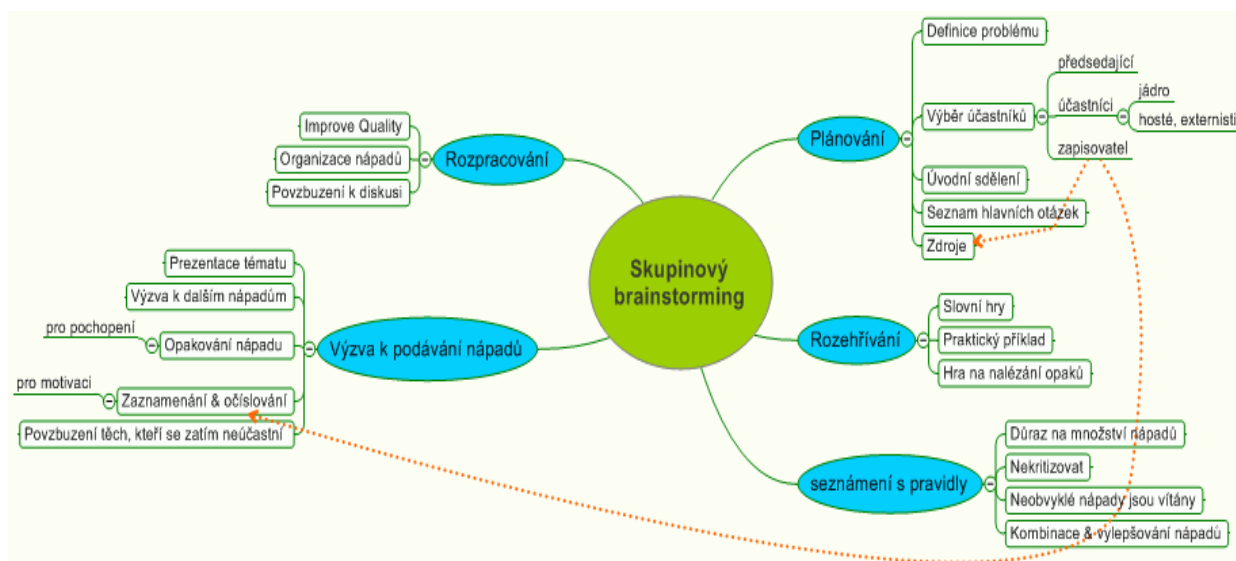 Skupinový
brainstorming
Plánování
Definice problému
Výběr účastníků
předsedající
účastníci
jádro
hosté, externisti
zapisovatel
Úvodní sdělení
Seznam hlavních otázek
Zdroje
Rozehřívání
Slovní hry
Praktický příklad
Hra na nalézání opaků
seznámení s pravidly
Důraz na množství nápadů
Nekritizovat
Neobvyklé nápady jsou vítány
Kombinace & vylepšování nápadů
Výzva k podávání nápadů
Prezentace tématu
Výzva k dalším nápadům
Opakování nápadu
pro pochopení
Zaznamenání & očíslování
pro motivaci
Povzbuzení těch, kteří se zatím neúčastní
Rozpracování
Improve Quality
Organizace nápadů
Povzbuzení k diskusi